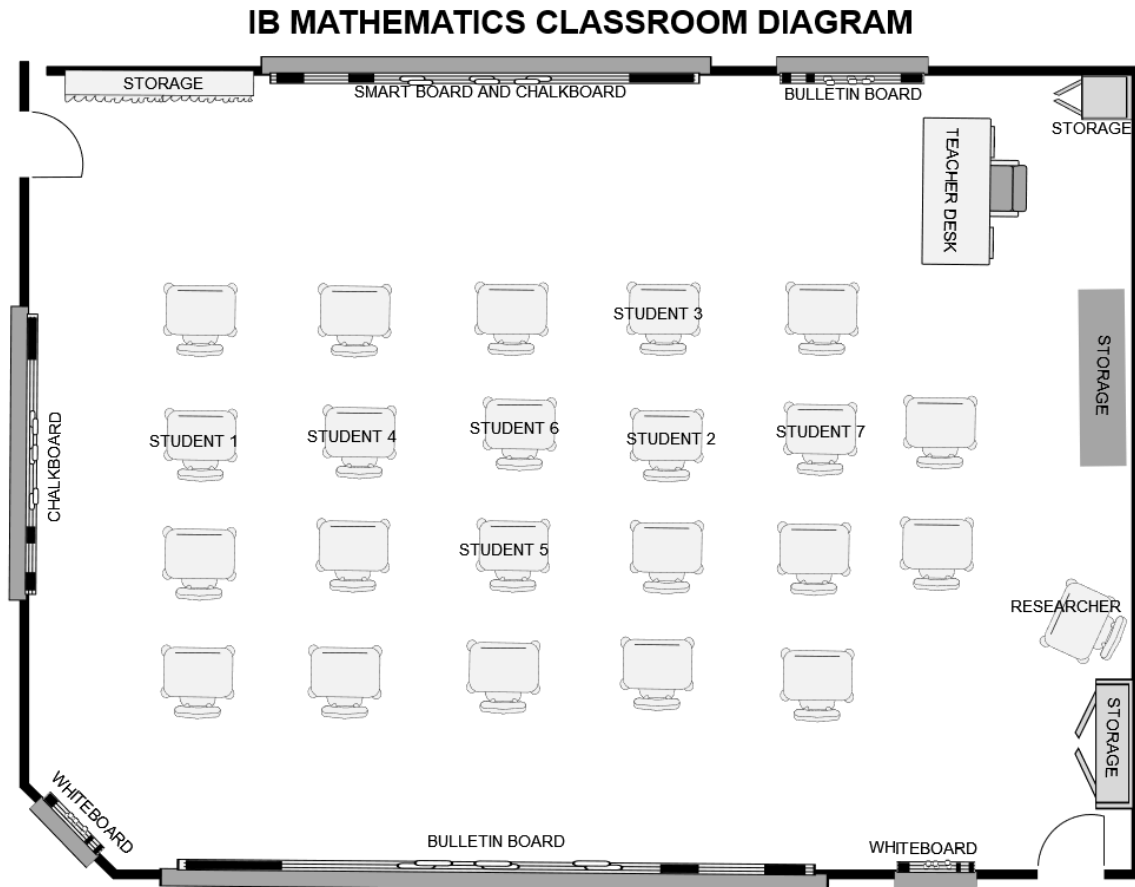 IB MATHEMATICS CLASSROOM DIAGRAM
STORAGE
SMART BOARD AND CHALKBOARD
BULLETIN BOARD
STORAGE
TEACHER DESK
STUDENT 3
STORAGE
CHALKBOARD
STUDENT 1
STUDENT 4
STUDENT 6
STUDENT 2
STUDENT 7
STUDENT 5
RESEARCHER
STORAGE
WHITEBOARD
BULLETIN BOARD
WHITEBOARD